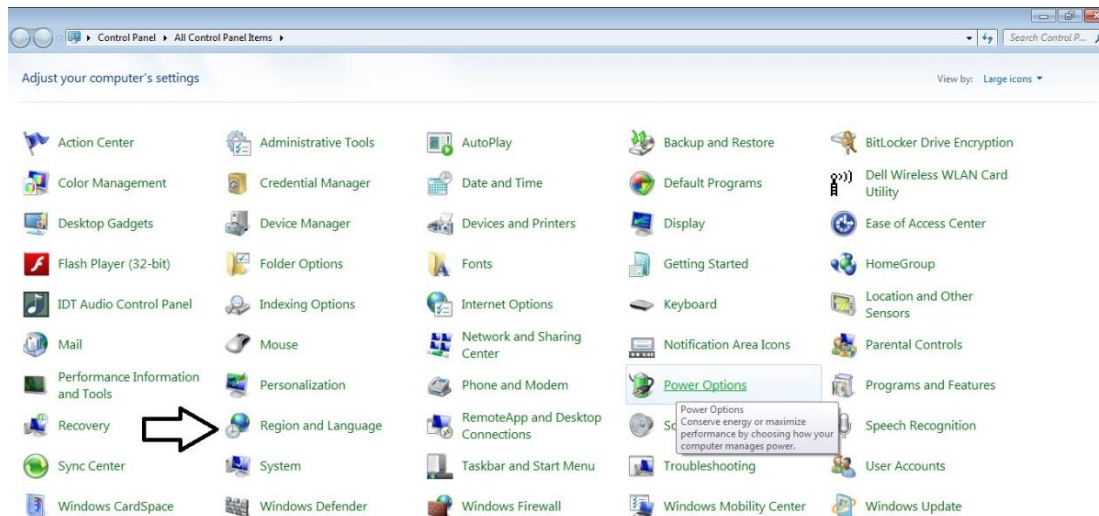 Control Panel ▸ All Control Panel Items ▸
Search Control P...
Adjust your computer's settings
View by: Large icons
Action Center
Administrative Tools
AutoPlay
Backup and Restore
BitLocker Drive Encryption
Color Management
Credential Manager
Date and Time
Default Programs
Dell Wireless WLAN Card
Utility
Desktop Gadgets
Device Manager
Devices and Printers
Display
Ease of Access Center
Flash Player (32-bit)
Folder Options
Fonts
Getting Started
HomeGroup
IDT Audio Control Panel
Indexing Options
Internet Options
Keyboard
Location and Other
Sensors
Mail
Mouse
Network and Sharing
Center
Notification Area Icons
Parental Controls
Performance Information
and Tools
Personalization
Phone and Modem
Power Options
Programs and Features
Recovery
Region and Language
RemoteApp and Desktop
Connections
Power Options
Conserve energy or maximize
performance by choosing how your
computer manages power.
Speech Recognition
Sync Center
System
Taskbar and Start Menu
Troubleshooting
User Accounts
Windows CardSpace
Windows Defender
Windows Firewall
Windows Mobility Center
Windows Update